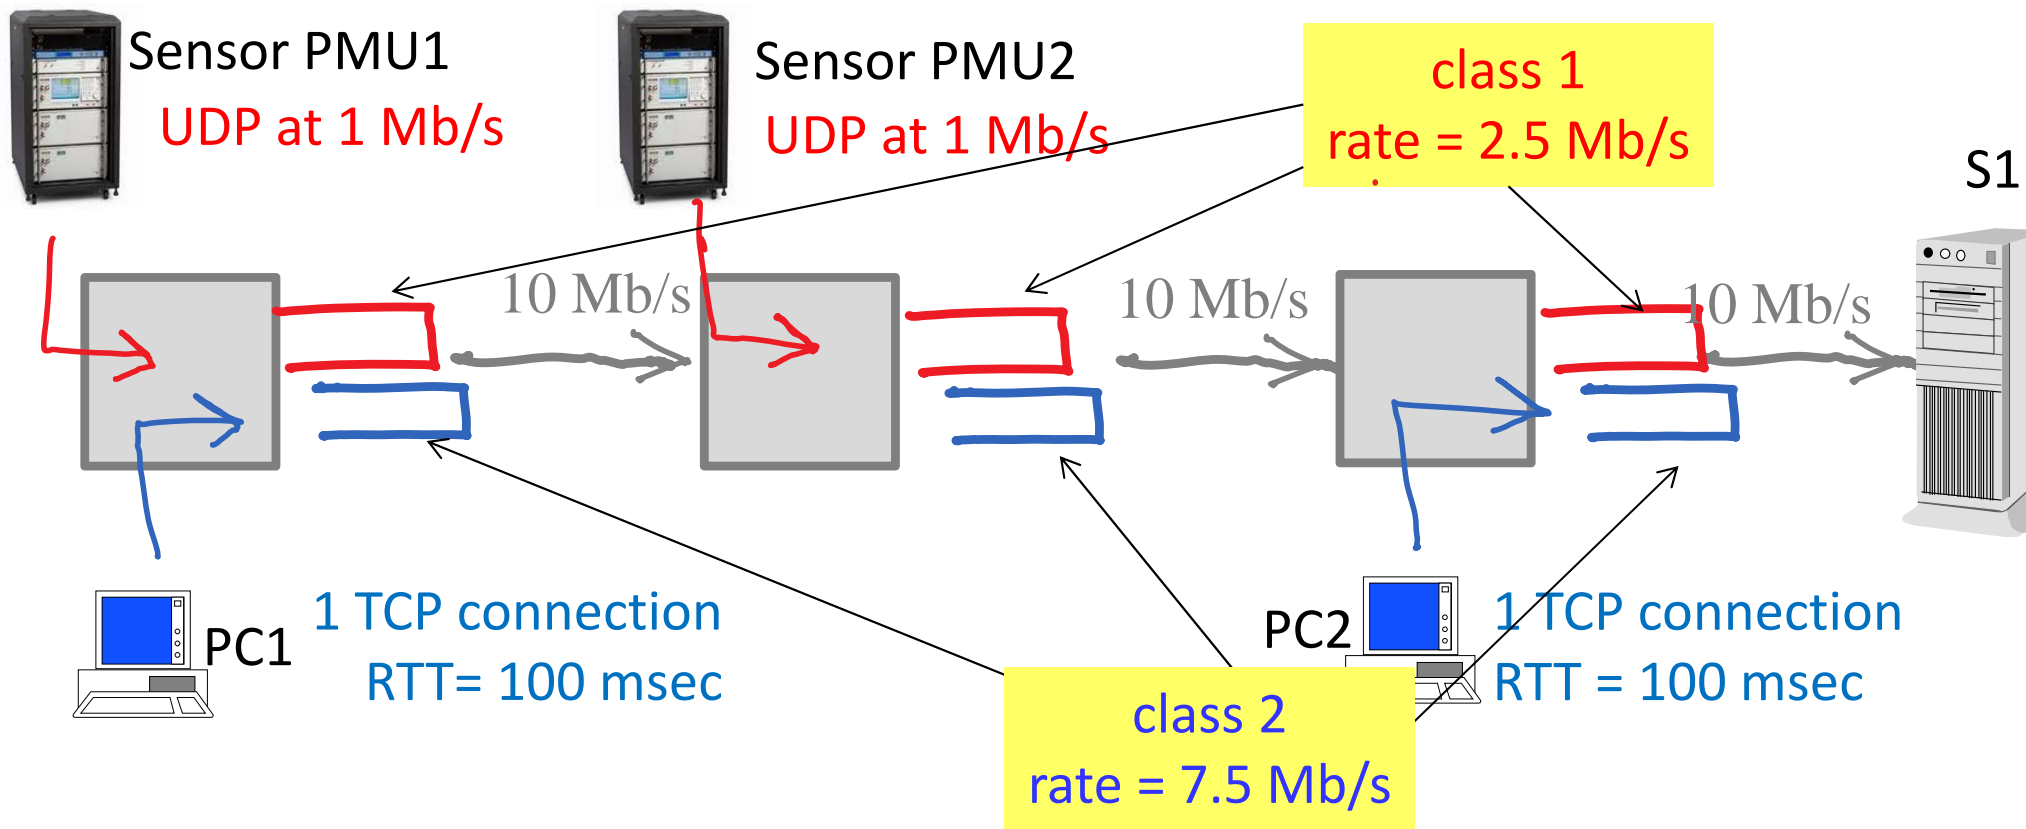 Sensor PMU1
UDP at 1 Mb/s
Sensor PMU2
UDP at 1 Mb/s
class 1
rate = 2.5 Mb/s
S1
10 Mb/s
10 Mb/s
10 Mb/s
PC1
1 TCP connection
RTT= 100 msec
PC2
1 TCP connection
RTT = 100 msec
class 2
rate = 7.5 Mb/s